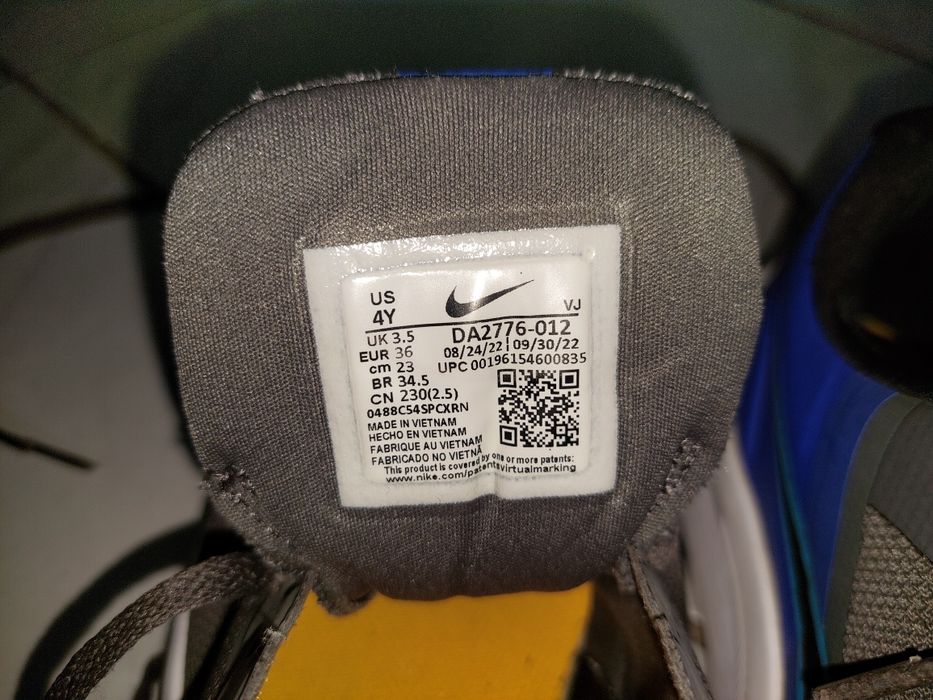 US
4Y
VJ
UK 3.5
DA2776-012
EUR 36
08/24/22 | 09/30/22
cm 23
UPC 00196154600835
BR 34.5
CN 230(2.5)
0488C54SPCXRN
MADE IN VIETNAM
HECHO EN VIETNAM
FABRIQUE AU VIETNAM
FABRICADO NO VIETNÃ
This product is covered by one or more patents:
www.nike.com/patentsvirtualmarking